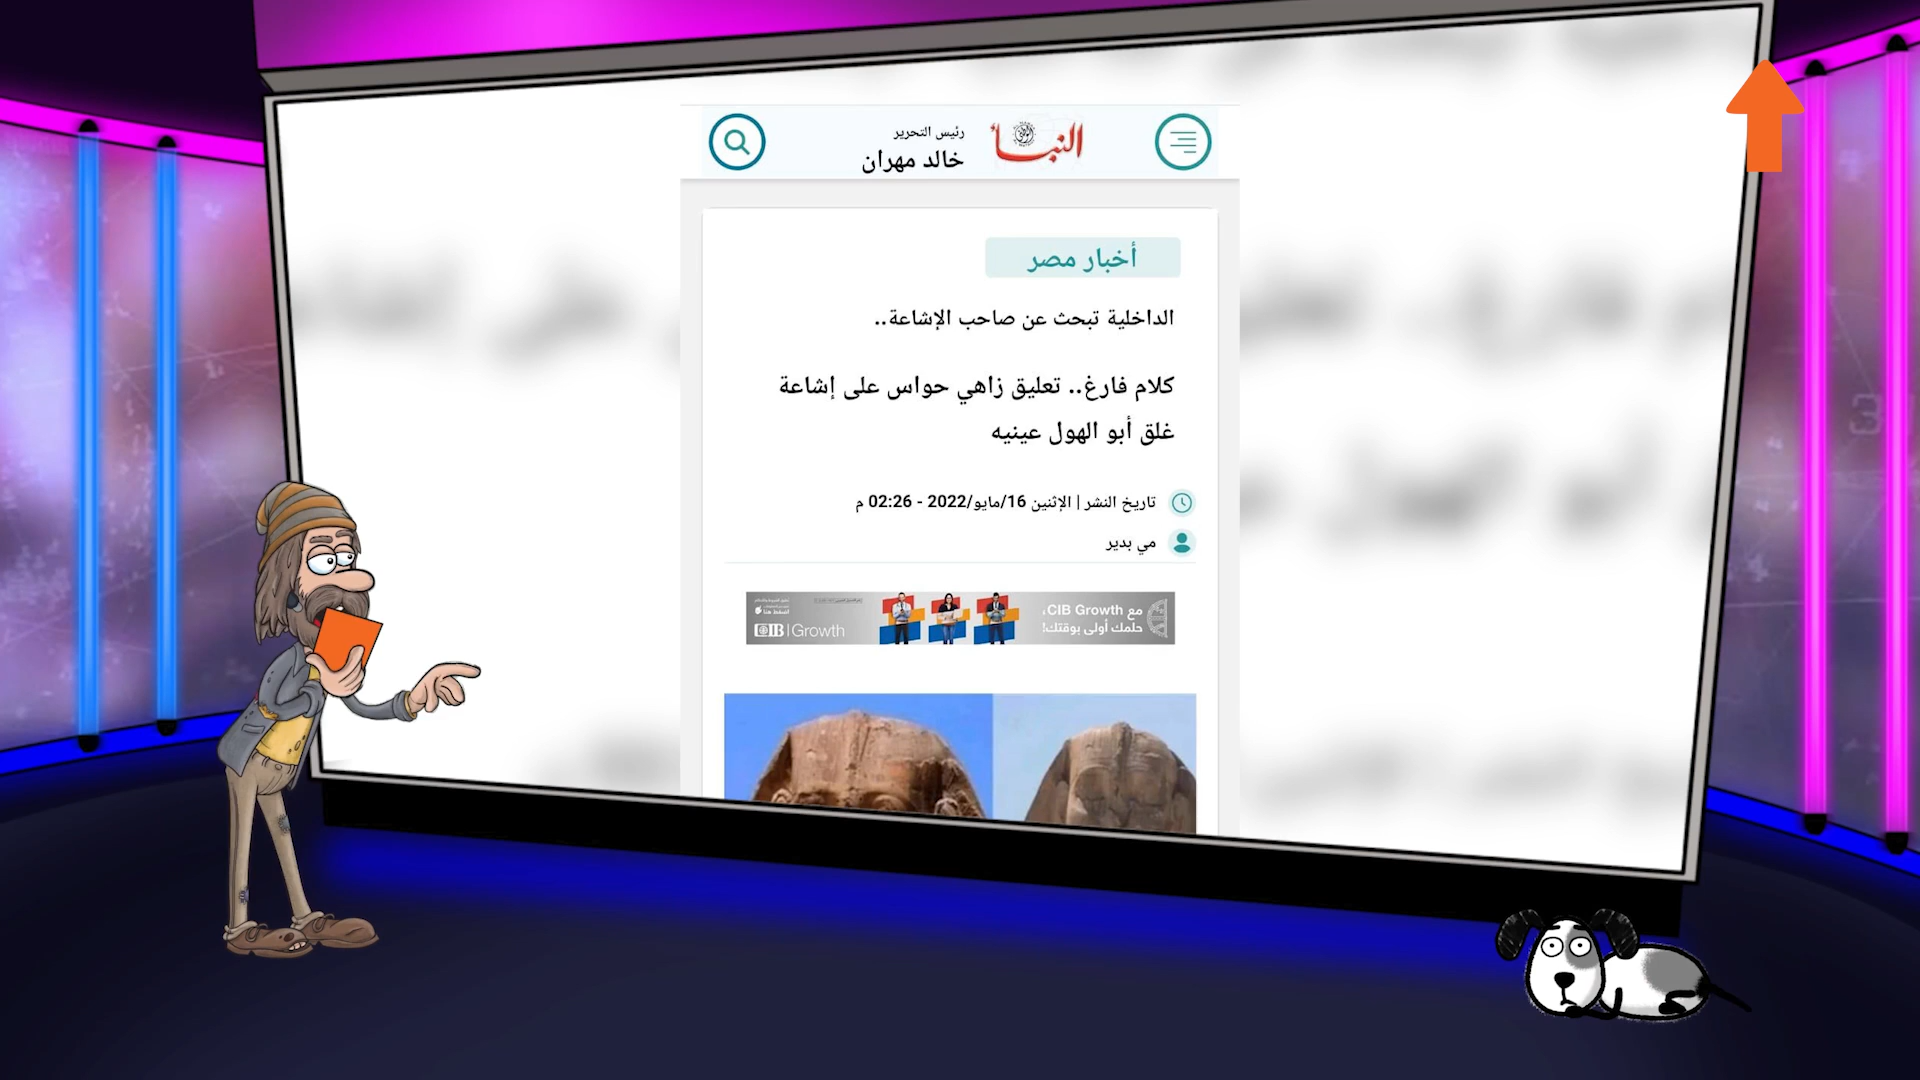 النبأ
رئيس التحرير
خالد مهران
أخبار مصر
الداخلية تبحث عن صاحب الإشاعة..
كلام فارغ.. تعليق زاهي حواس على إشاعة
غلق أبو الهول عينيه
تاريخ النشر | الإثنين 16/مايو/2022 - 02:26 م
مي بدير
مع CIB Growth،
حلمك أولى بوقتك!
اضغط هنا
CIB | Growth